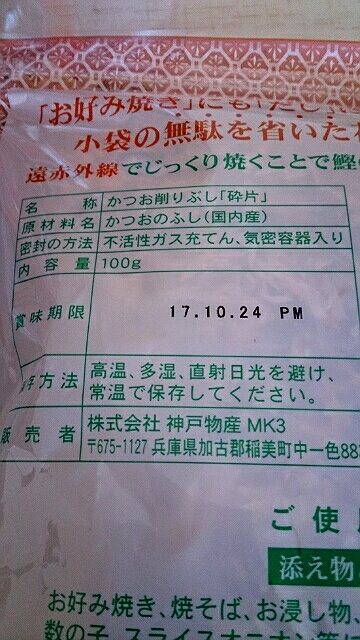 「お好み焼き」にも「だし」
小袋の無駄を省いた
遠赤外線でじっくり焼くことで鰹
名称 かつお削りぶし「砕片」
原材料名 かつおのふし(国内産)
密封の方法 不活性ガス充てん、気密容器入り
内容量 100g
賞味期限 17.10.24 PM
保存方法 高温、多湿、直射日光を避け、
常温で保存してください。
販売者 株式会社 神戸物産 MK3
〒675-1127 兵庫県加古郡稲美町中一色88
ご使
添え物
お好み焼き、焼そば、お浸し物
数の子、スライスオニオン